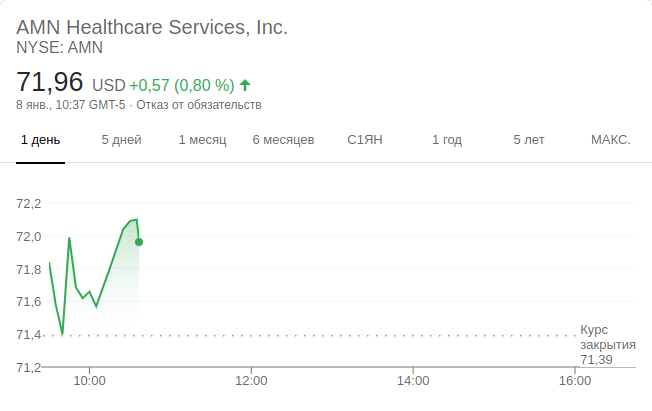 AMN Healthcare Services, Inc.
NYSE: AMN
71,96 USD +0,57 (0,80 %)
8 янв., 10:37 GMT-5 · Отказ от обязательств
1 день 5 дней 1 месяц 6 месяцев С1ЯН 1 год 5 лет МАКС.
72,2
72,0
71,8
71,6
71,4
Курс
закрытия
71,39
71,2
10:00 12:00 14:00 16:00